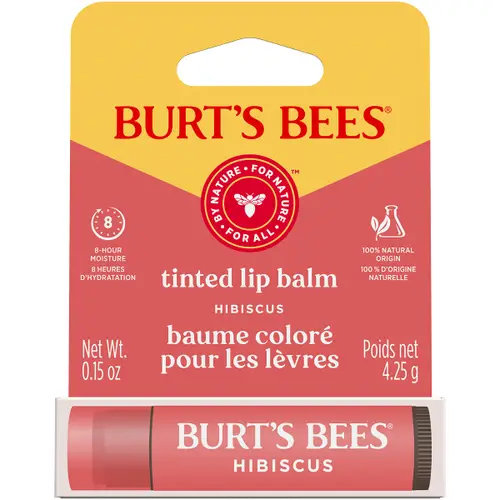 BURT'S BEES®
BY NATURE • FOR NATURE • FOR ALL • ™
8
8-HOUR
MOISTURE
8 HEURES
D'HYDRATATION
100% NATURAL
ORIGIN
100 % D'ORIGINE
NATURELLE
tinted lip balm
HIBISCUS
baume coloré
pour les lèvres
Net Wt.
0.15 oz
Poids net
4.25 g
BURT'S BEES®
HIBISCUS